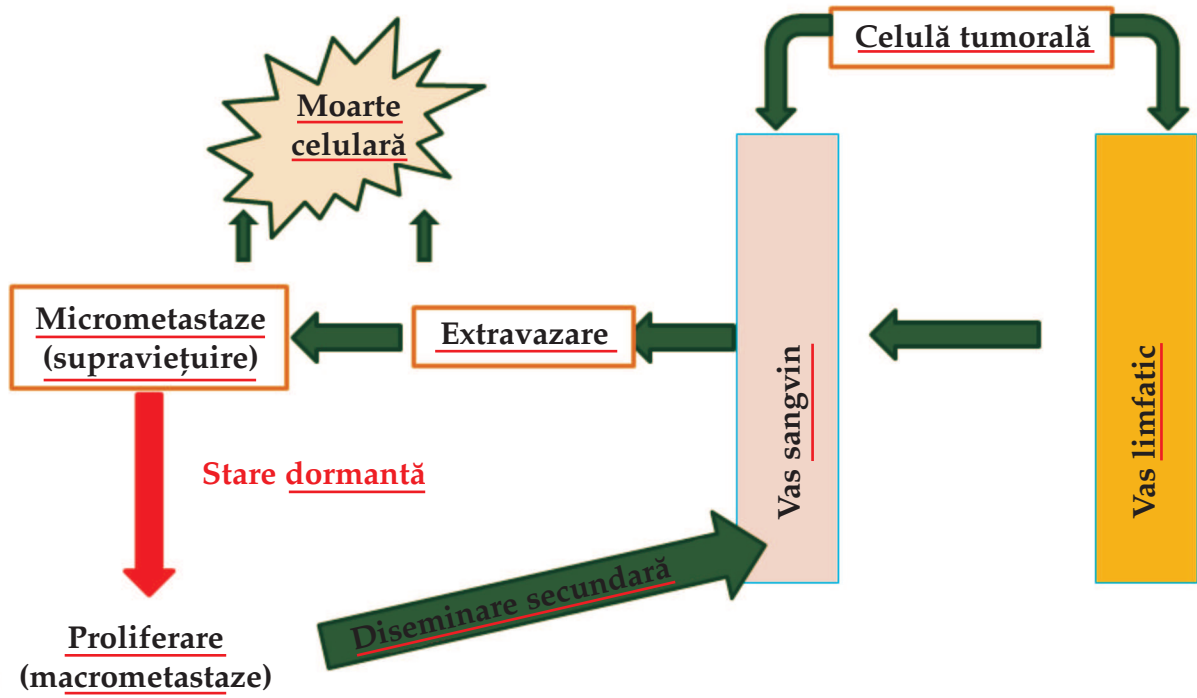 Celulă tumorală
Moarte
celulară
Micrometastaze
(supraviețuire)
Extravazare
Vas sangvin
Vas limfatic
Stare dormantă
Diseminare secundară
Proliferare
(macrometastaze)